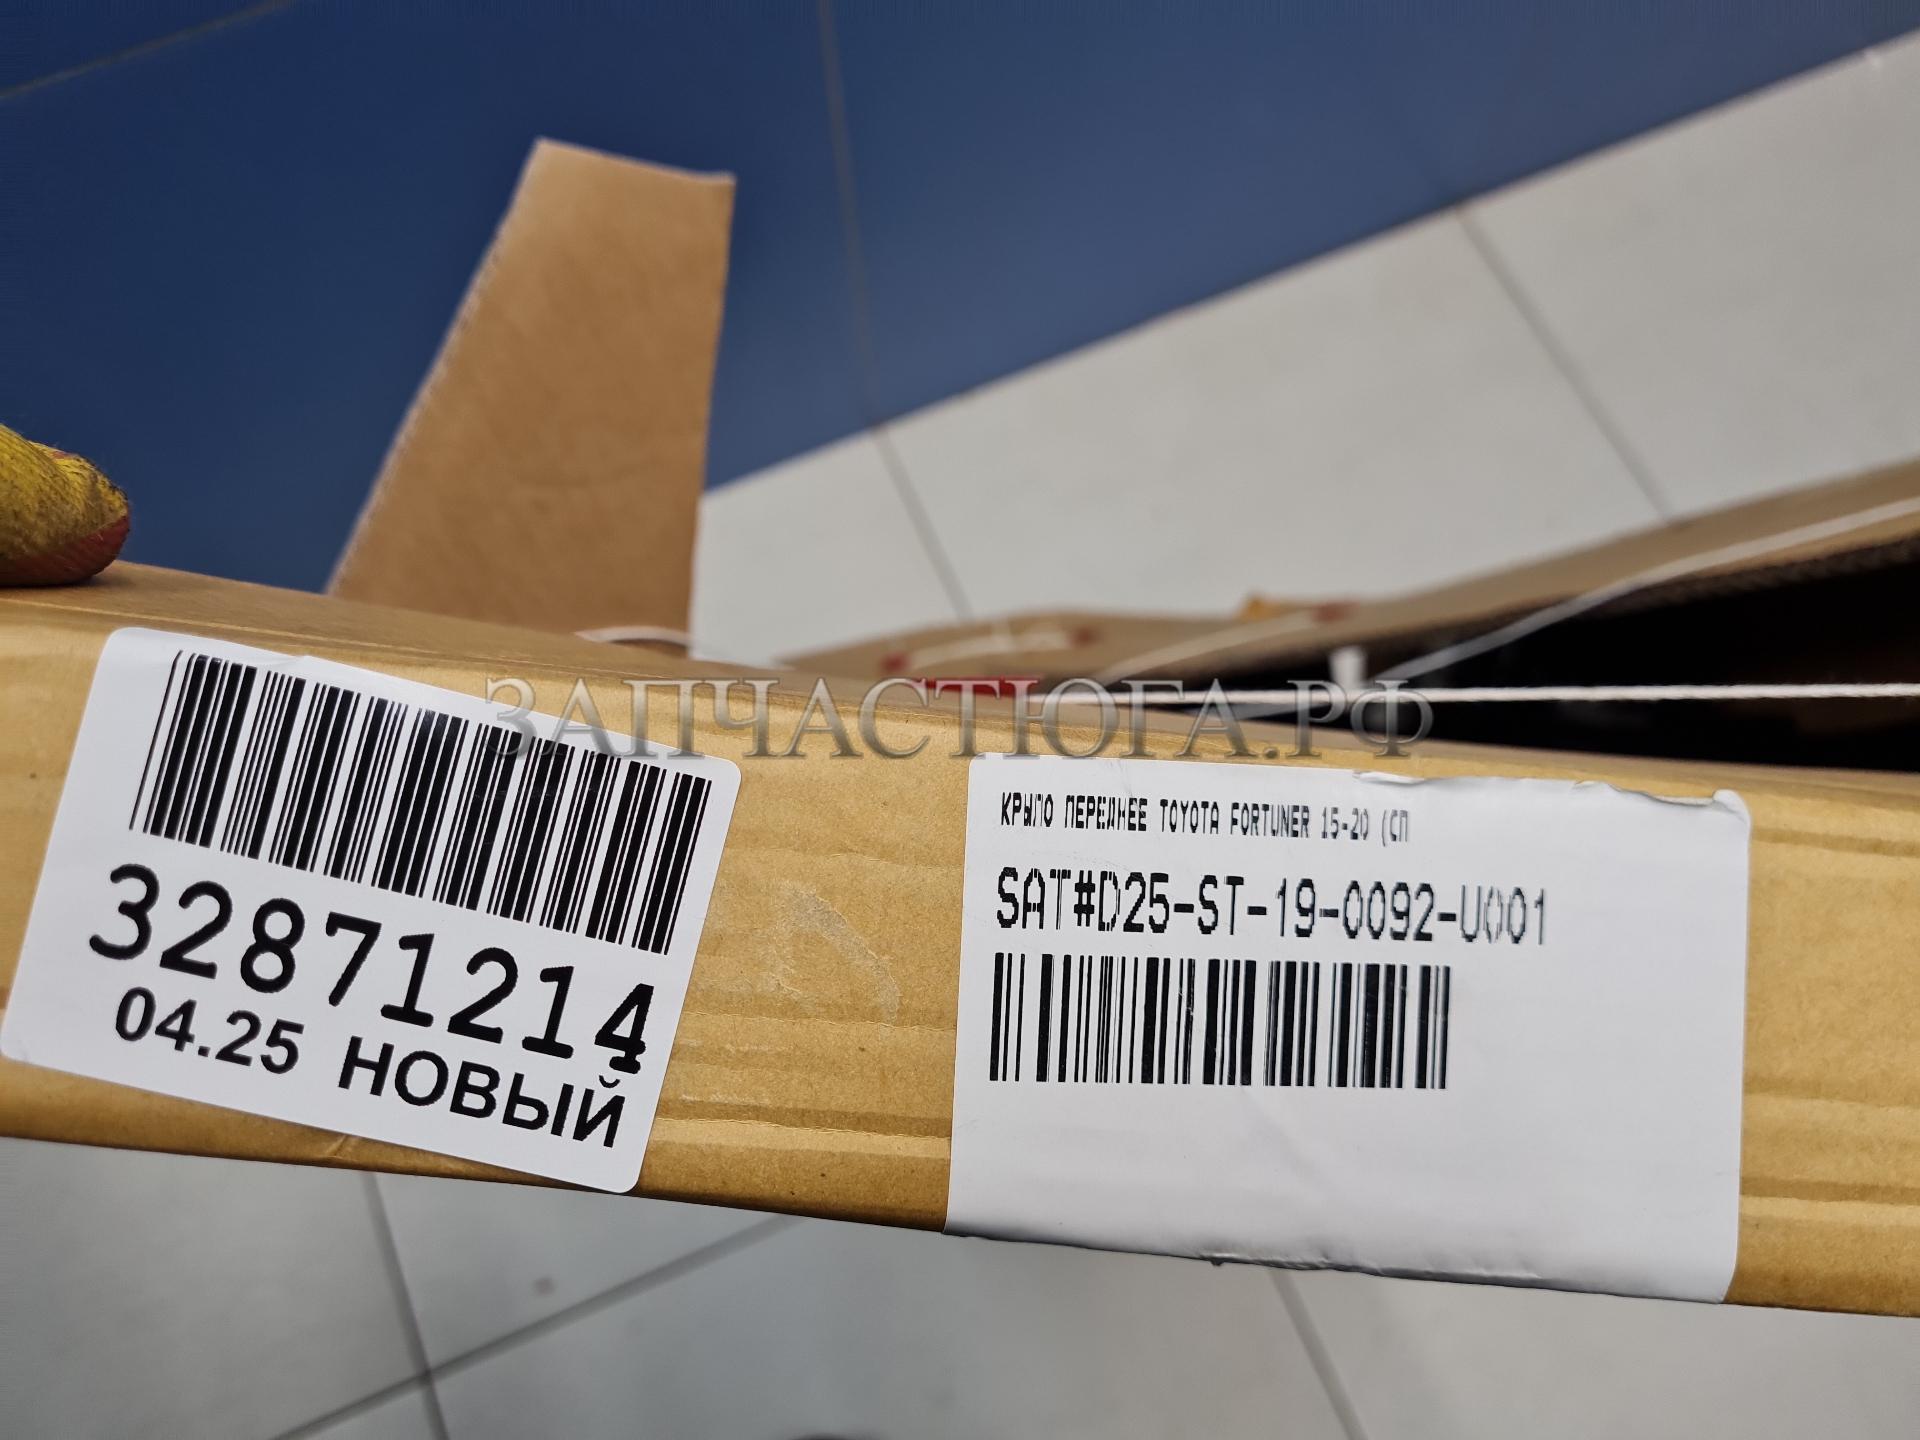 ЗАПЧАСТЮГА.РФ
32871214
04.25 НОВЫЙ
КРЫЛО ПЕРЕДНЕЕ TOYOTA FORTUNER 15-20 (СП
SAT#D25-ST-19-0092-U001